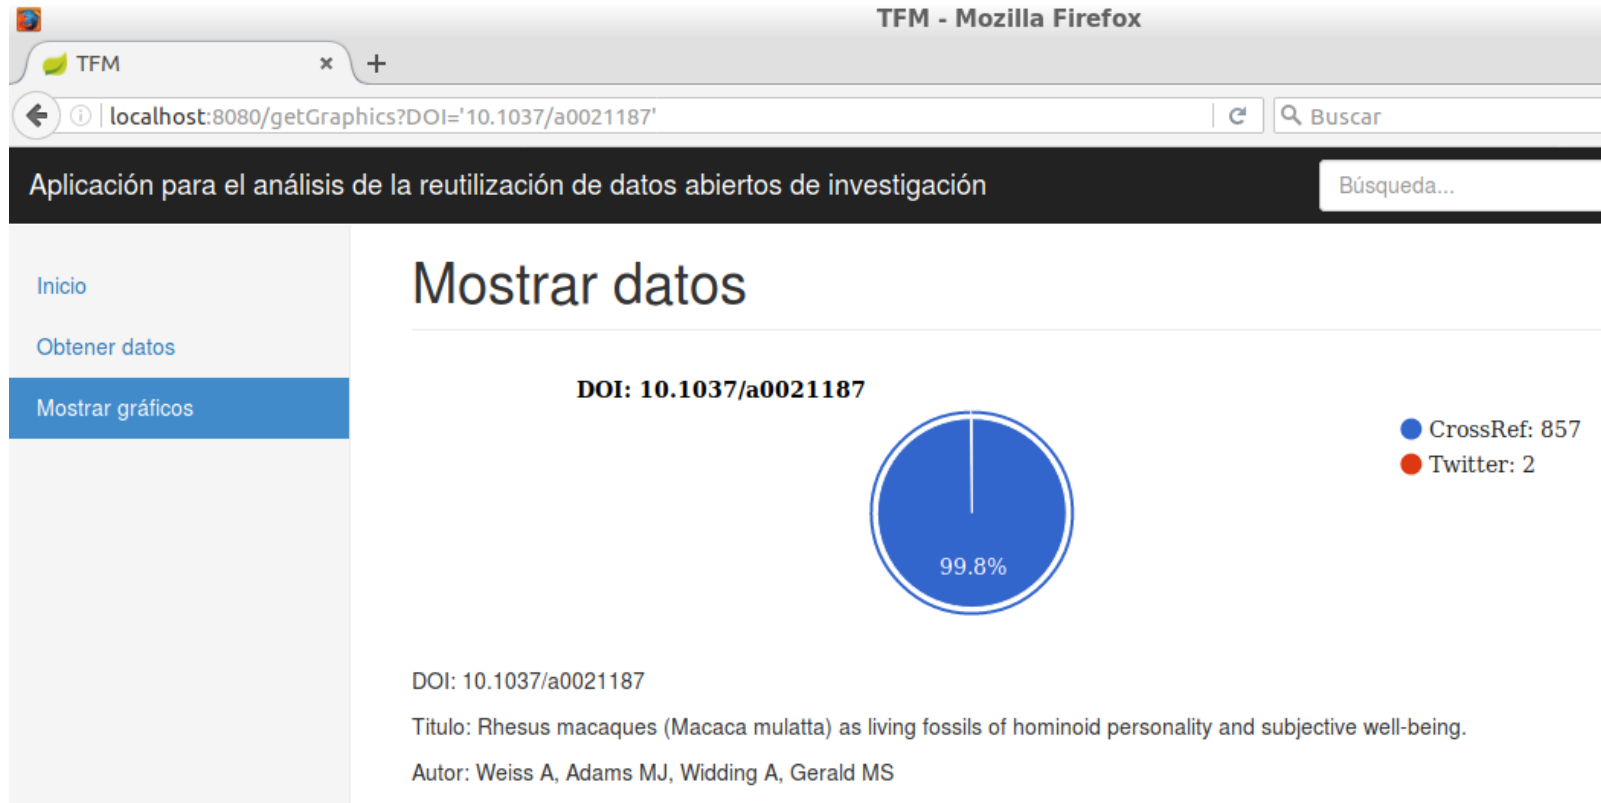 TFM - Mozilla Firefox
TFM
localhost:8080/getGraphics?DOI='10.1037/a0021187'
Buscar
Aplicación para el análisis de la reutilización de datos abiertos de investigación
Búsqueda...
Inicio
Obtener datos
Mostrar gráficos
Mostrar datos
DOI: 10.1037/a0021187
CrossRef: 857
Twitter: 2
99.8%
DOI: 10.1037/a0021187
Titulo: Rhesus macaques (Macaca mulatta) as living fossils of hominoid personality and subjective well-being.
Autor: Weiss A, Adams MJ, Widding A, Gerald MS